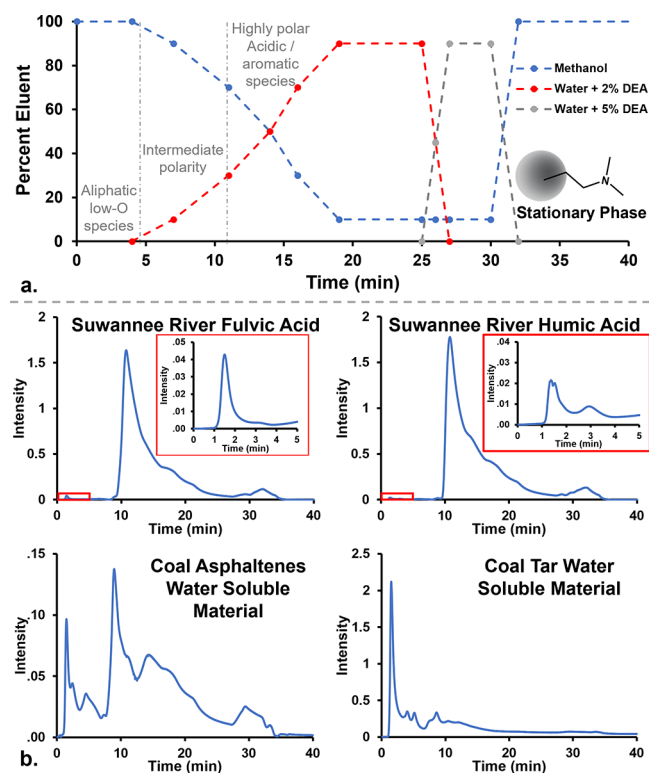 100
80
60
40
20
0
Percent Eluent
Highly polar
Acidic /
aromatic
species
Intermediate
polarity
Aliphatic
low-O
species
Methanol
Water + 2% DEA
Water + 5% DEA
N
Stationary Phase
0 5 10 15 20 25 30 35 40
Time (min)
a.
Suwannee River Fulvic Acid
2
1.5
1
0.5
0
Intensity
.05
.04
.03
.02
.01
.00
Intensity
0 1 2 3 4 5
Time (min)
0 10 20 30 40
Time (min)
Suwannee River Humic Acid
2
1.5
1
0.5
0
Intensity
.04
.03
.02
.01
.00
Intensity
0 1 2 3 4 5
Time (min)
0 10 20 30 40
Time (min)
Coal Asphaltenes
Water Soluble
Material
.15
.10
.05
.00
Intensity
0 10 20 30 40
Time (min)
Coal Tar Water
Soluble Material
2.5
2
1.5
1
0.5
0
Intensity
0 10 20 30 40
Time (min)
b.